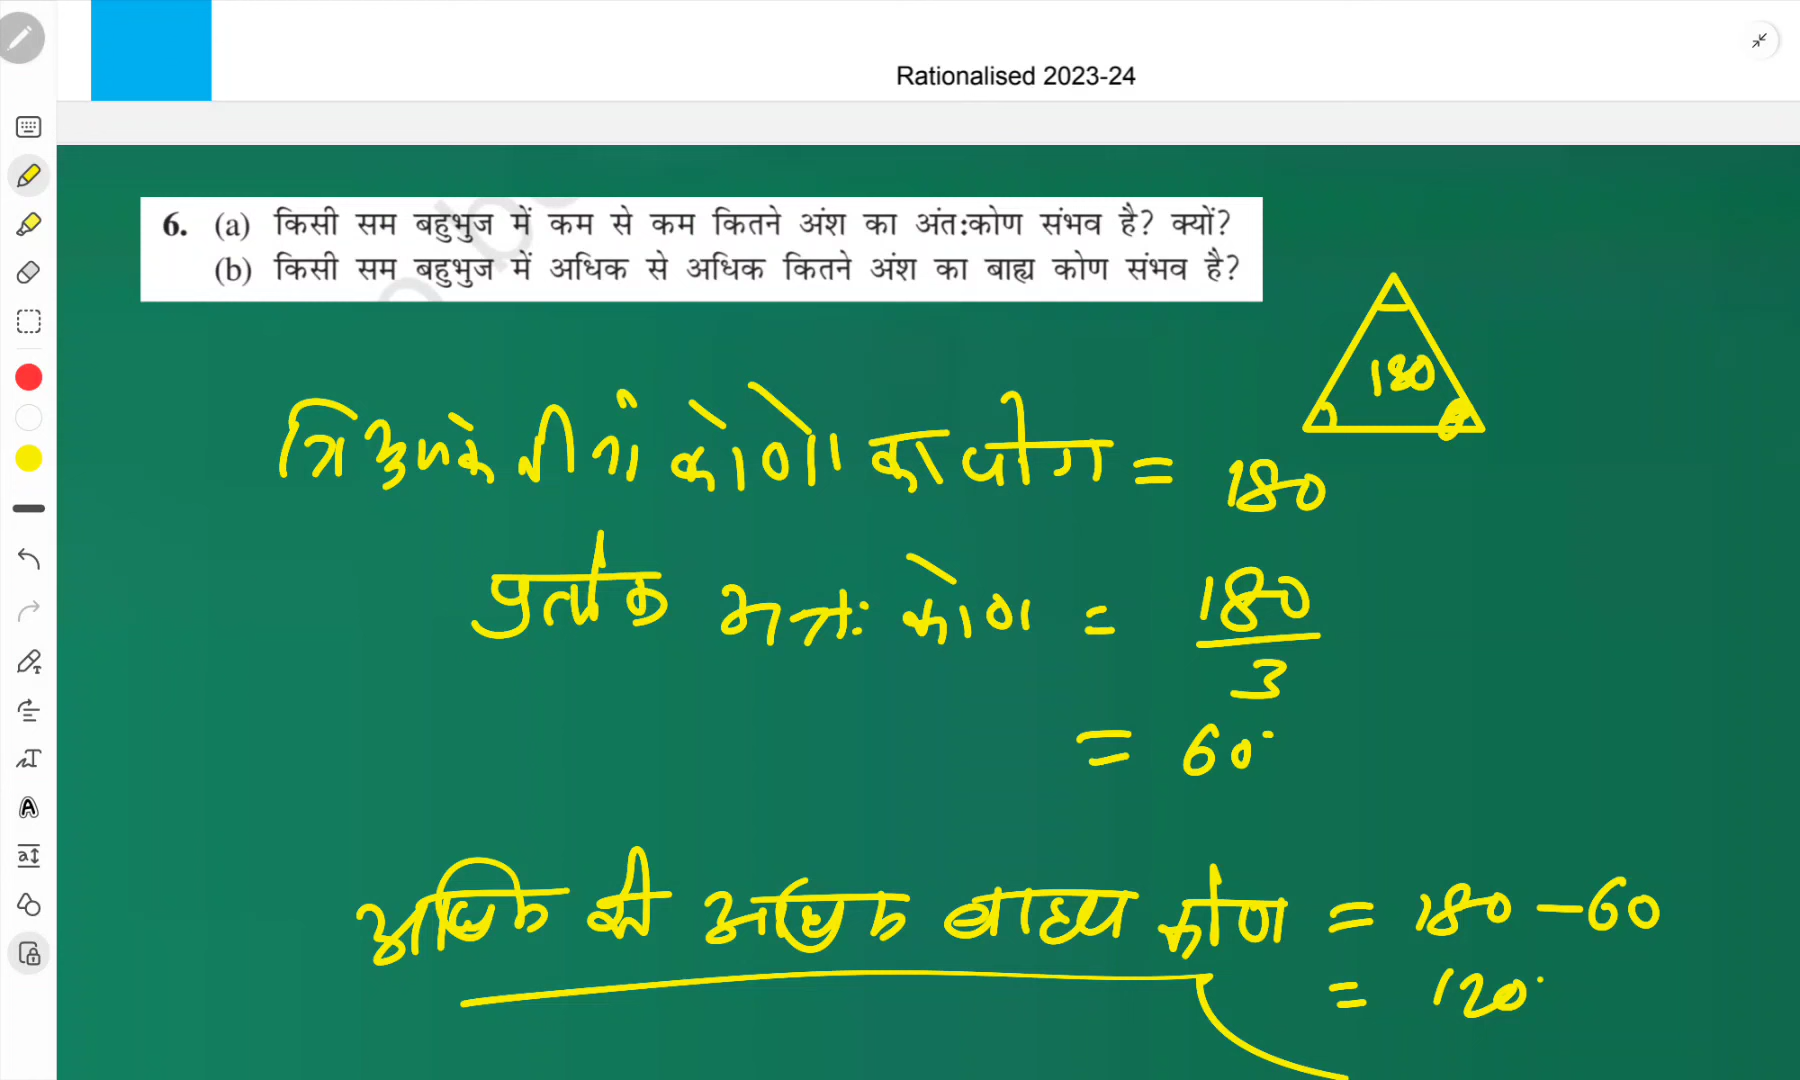 Rationalised 2023-24
6. (a) किसी सम बहुभुज में कम से कम कितने अंश का अंत:कोण संभव है? क्यों?
(b) किसी सम बहुभुज में अधिक से अधिक कितने अंश का बाह्य कोण संभव है?
180
त्रिभुज के तीनों कोणों का योग = 180
प्रत्येक अन्तः कोण = 180
3
= 60°
अधिक से अधिक बाह्य कोण = 180 - 60
= 120°